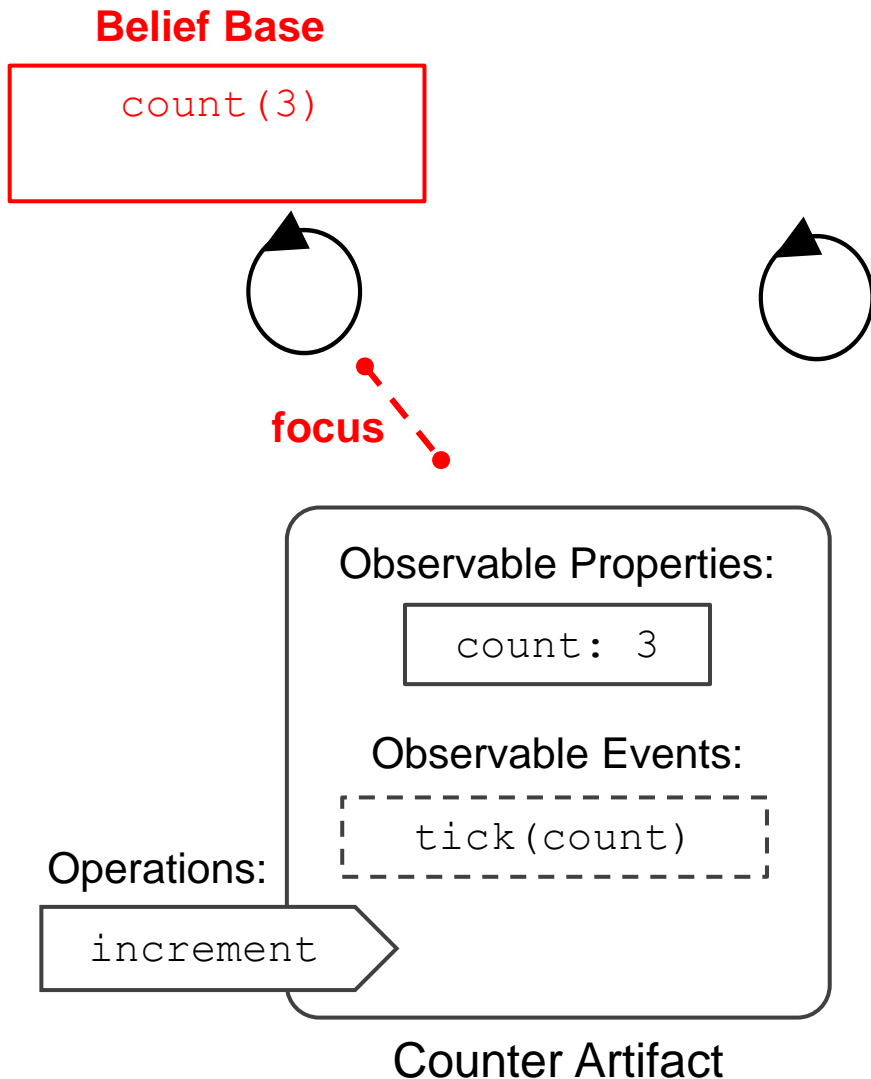 Belief Base
count(3)
focus
Observable Properties:
count: 3
Observable Events:
tick(count)
Operations:
increment
Counter Artifact